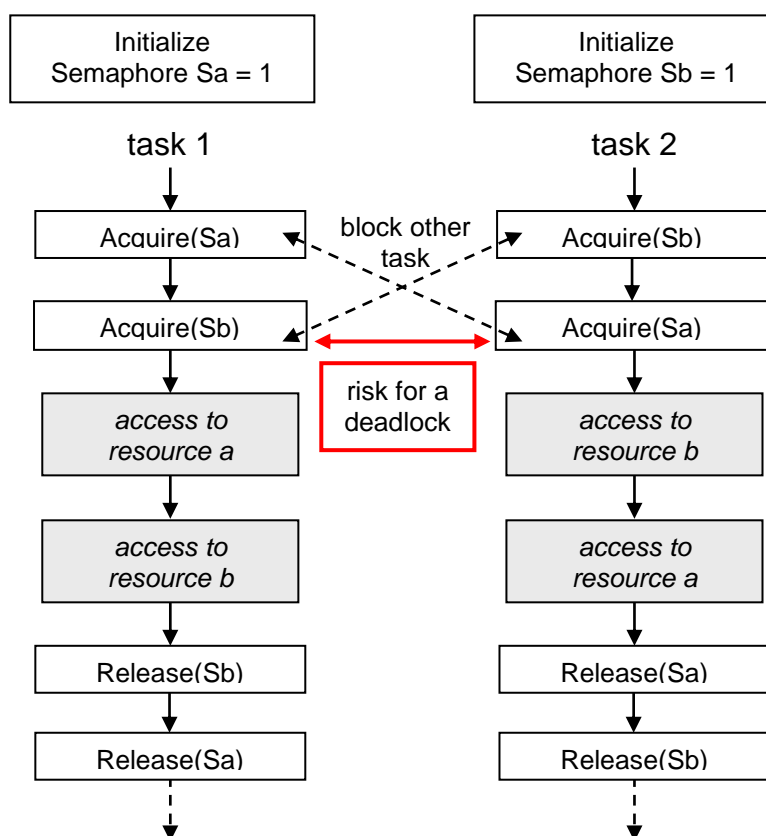 Initialize
Semaphore Sa = 1
Initialize
Semaphore Sb = 1
task 1
task 2
Acquire(Sa)
block other
task
Acquire(Sb)
Acquire(Sb)
Acquire(Sa)
risk for a
deadlock
access to
resource a
access to
resource b
access to
resource b
access to
resource a
Release(Sb)
Release(Sa)
Release(Sa)
Release(Sb)